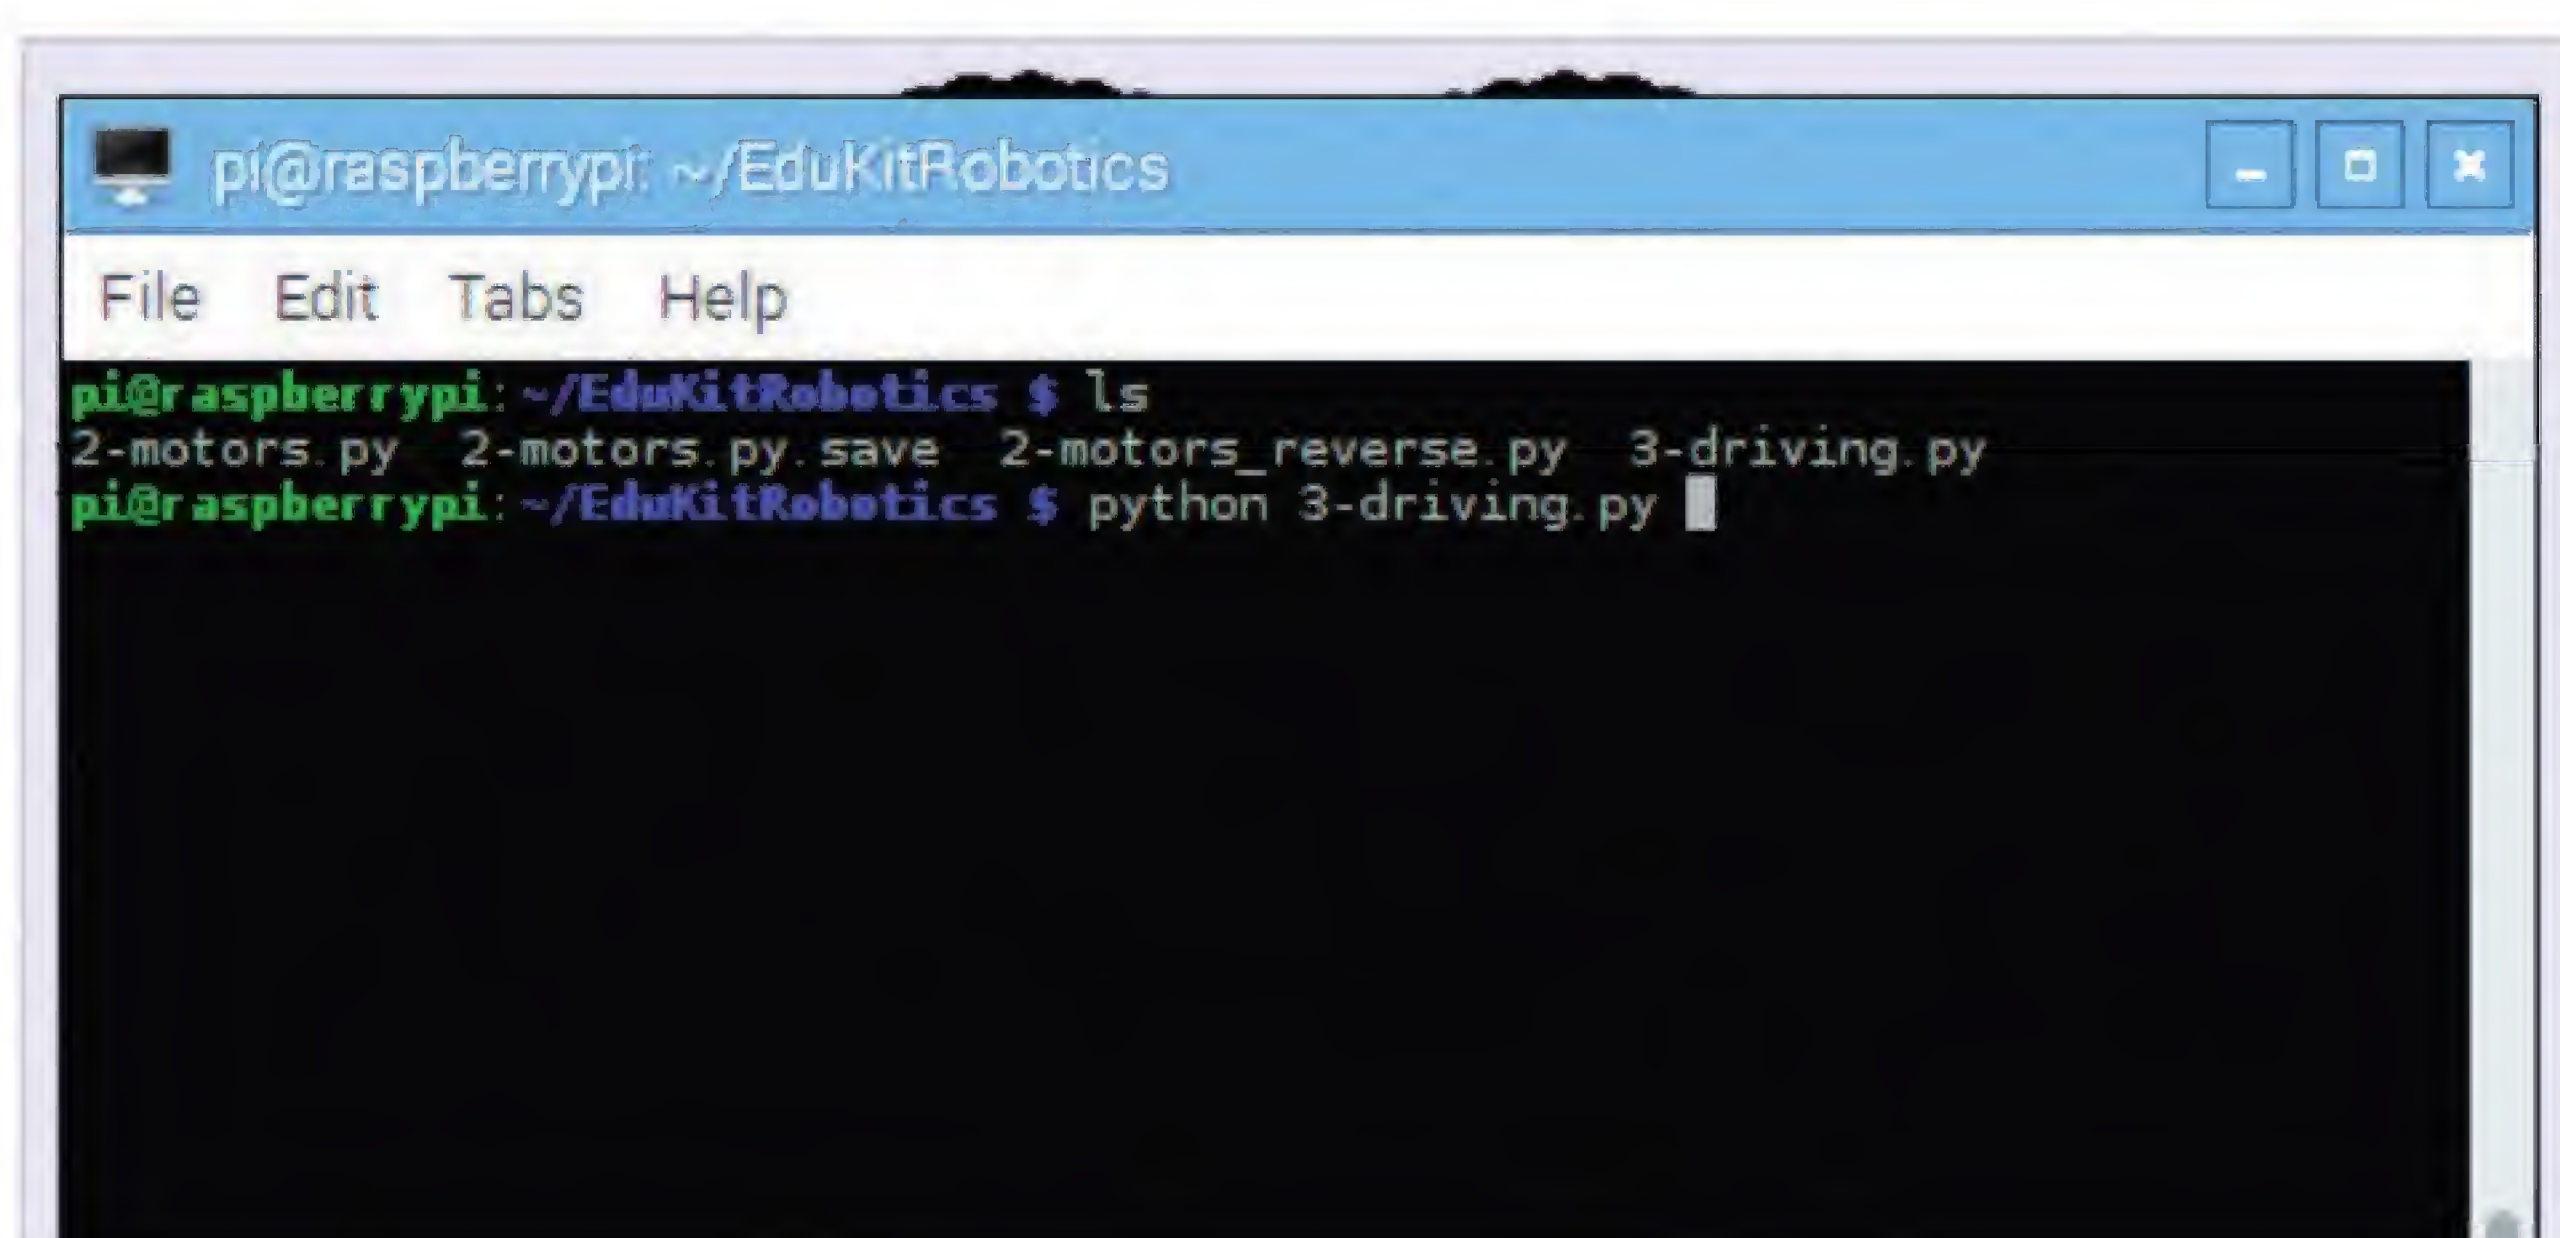 pi@raspberrypi: ~/EduKitRobotics
File Edit Tabs Help
pi@raspberrypi:~/EduKitRobotics $ ls
2-motors.py 2-motors.py.save 2-motors_reverse.py 3-driving.py
pi@raspberrypi:~/EduKitRobotics $ python 3-driving.py